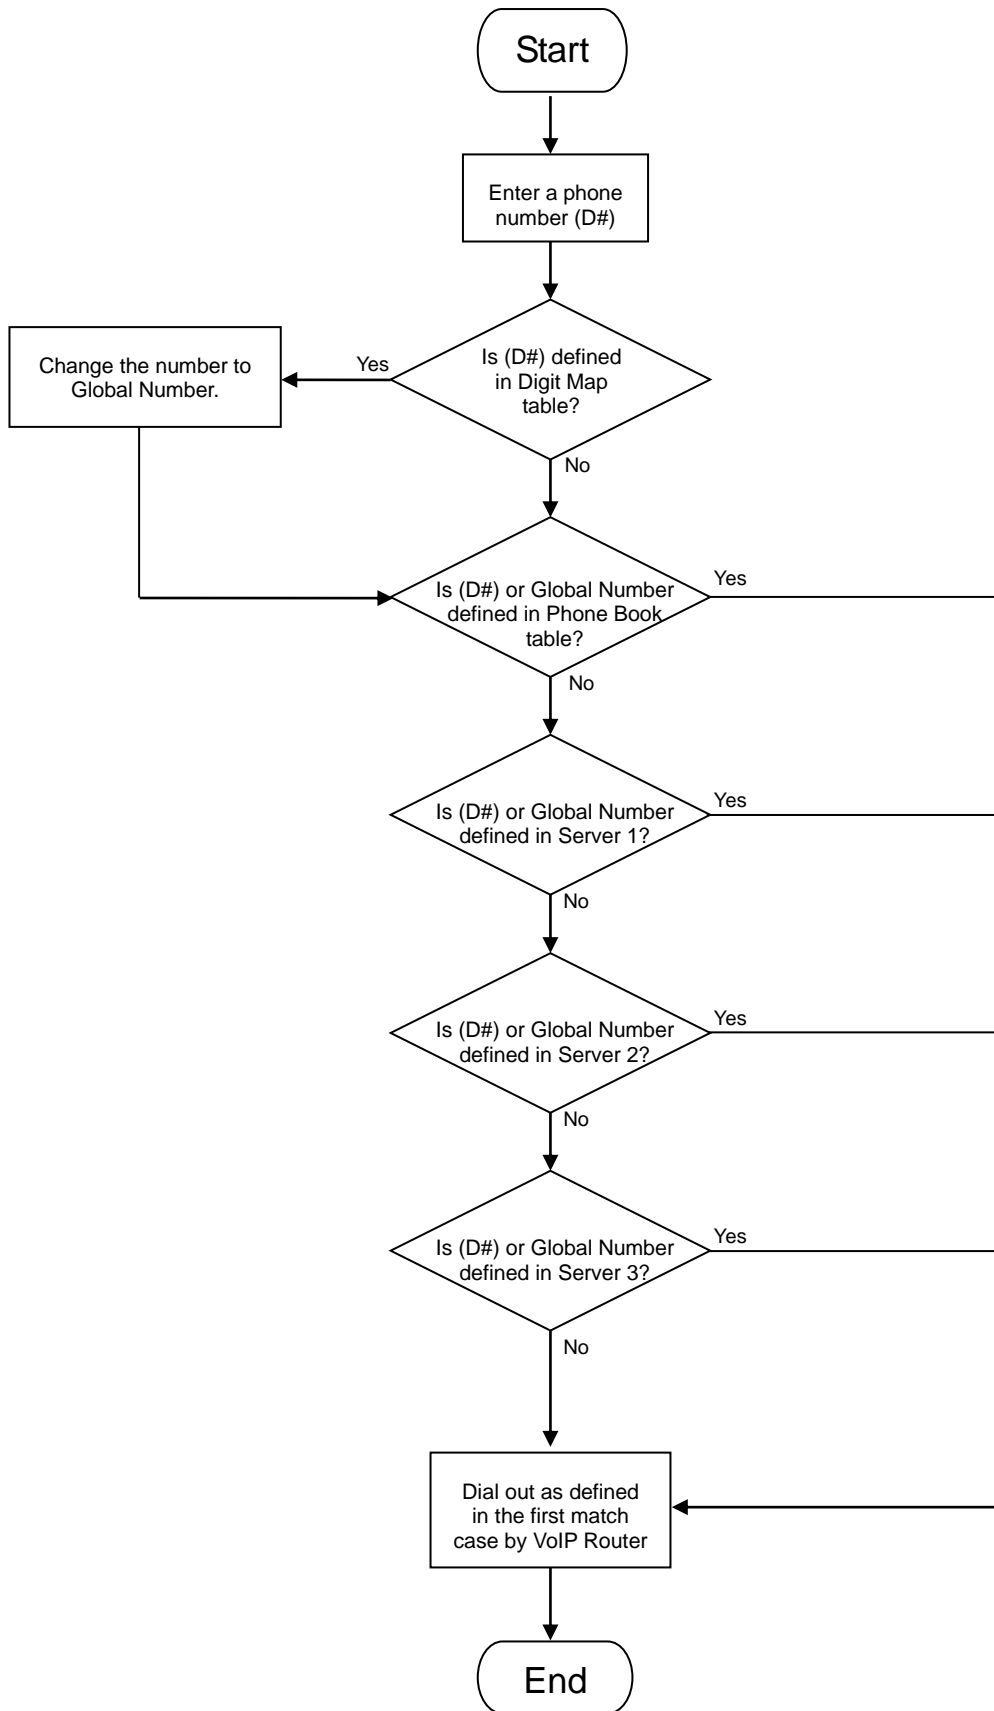 Start
Enter a phone
number (D#)
Is (D#) defined
in Digit Map
table?
Yes
Change the number to
Global Number.
No
Is (D#) or Global Number
defined in Phone Book
table?
Yes
No
Is (D#) or Global Number
defined in Server 1?
Yes
No
Is (D#) or Global Number
defined in Server 2?
Yes
No
Is (D#) or Global Number
defined in Server 3?
Yes
No
Dial out as defined
in the first match
case by VoIP Router
End